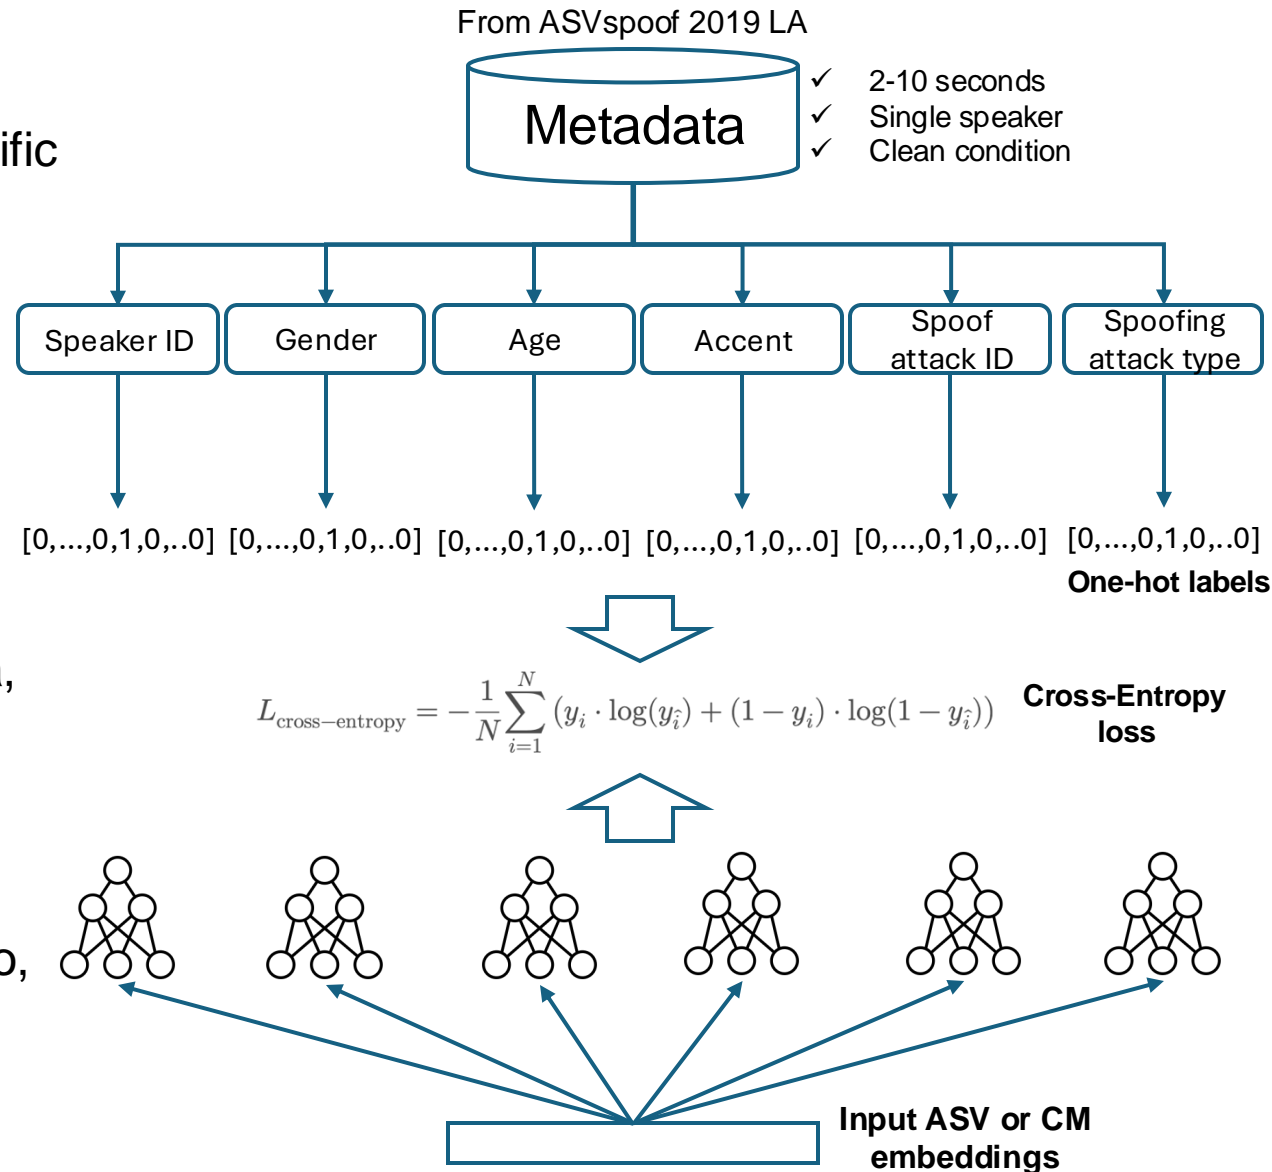 From ASVspoof 2019 LA
Metadata
✓ 2-10 seconds
✓ Single speaker
✓ Clean condition
ific
Speaker ID
Gender
Age
Accent
Spoof
attack ID
Spoofing
attack type
[0,...,0,1,0,..0] [0,...,0,1,0,..0] [0,...,0,1,0,..0] [0,...,0,1,0,..0] [0,...,0,1,0,..0] [0,...,0,1,0,..0]
One-hot labels
,
L_{cross-entropy} = -\frac{1}{N}\sum_{i=1}^{N}(y_i · log(y_{\hat{i}}) + (1 - y_i) · log(1 - y_{\hat{i}}))
Cross-Entropy
loss
o,
Input ASV or CM
embeddings